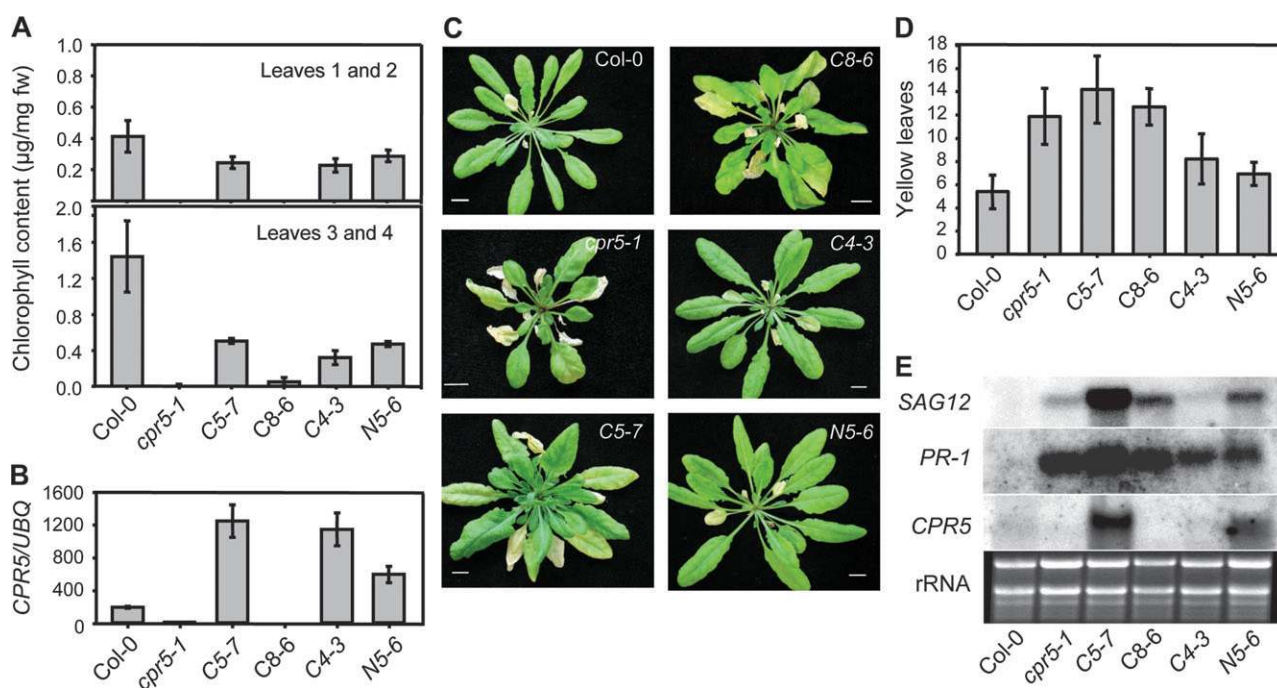 A
Chlorophyll content (µg/mg fw)
1.0
0.8
0.6
0.4
0.2
Leaves 1 and 2
2.0
1.6
1.2
0.8
0.4
0.0
Leaves 3 and 4
Col-0
cpr5-1
C5-7
C8-6
C4-3
N5-6
B
CPR5/UBQ
1600
1200
800
400
0
Col-0
cpr5-1
C5-7
C8-6
C4-3
N5-6
C
Col-0
C8-6
cpr5-1
C4-3
C5-7
N5-6
D
Yellow leaves
18
16
14
12
10
8
6
4
2
0
Col-0
cpr5-1
C5-7
C8-6
C4-3
N5-6
E
SAG12
PR-1
CPR5
rRNA
Col-0
cpr5-1
C5-7
C8-6
C4-3
N5-6